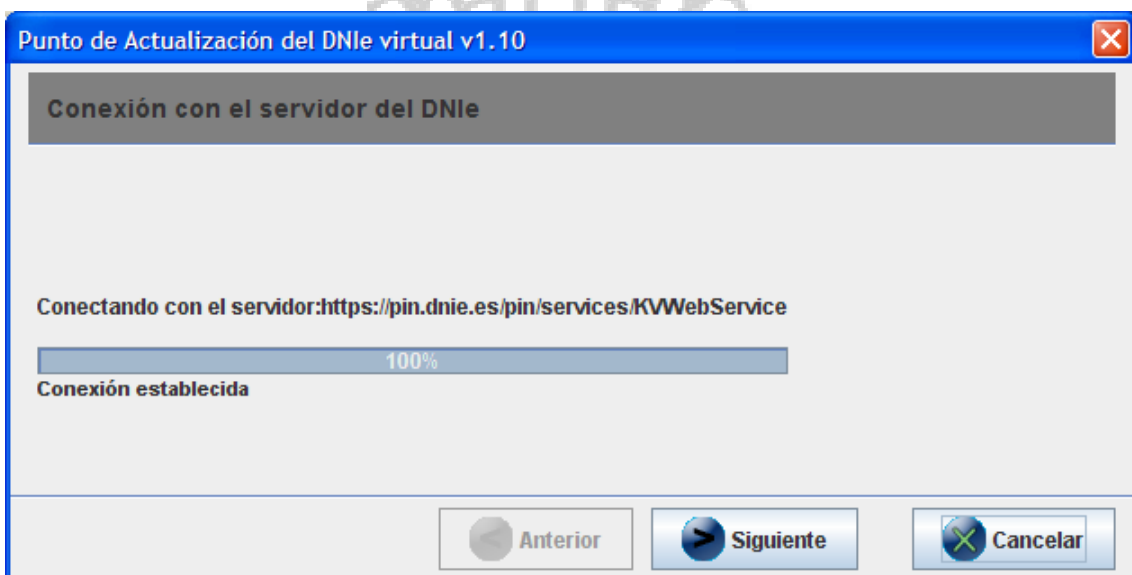 Punto de Actualización del DNIe virtual v1.10
Conexión con el servidor del DNIe
Conectando con el servidor:https://pin.dnie.es/pin/services/KVWebService
100%
Conexión establecida
Anterior
Siguiente
Cancelar